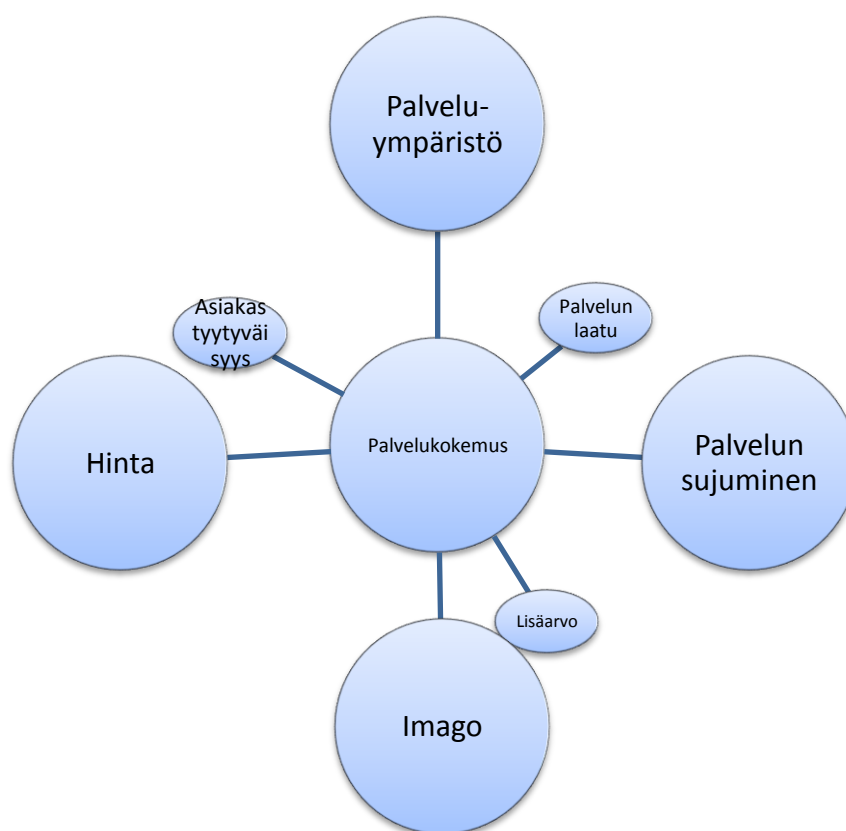 Palvelu-
ympäristö
Asiakas
tyytyväi
syys
Palvelun
laatu
Hinta
Palvelukokemus
Palvelun
sujuminen
Lisäarvo
Imago